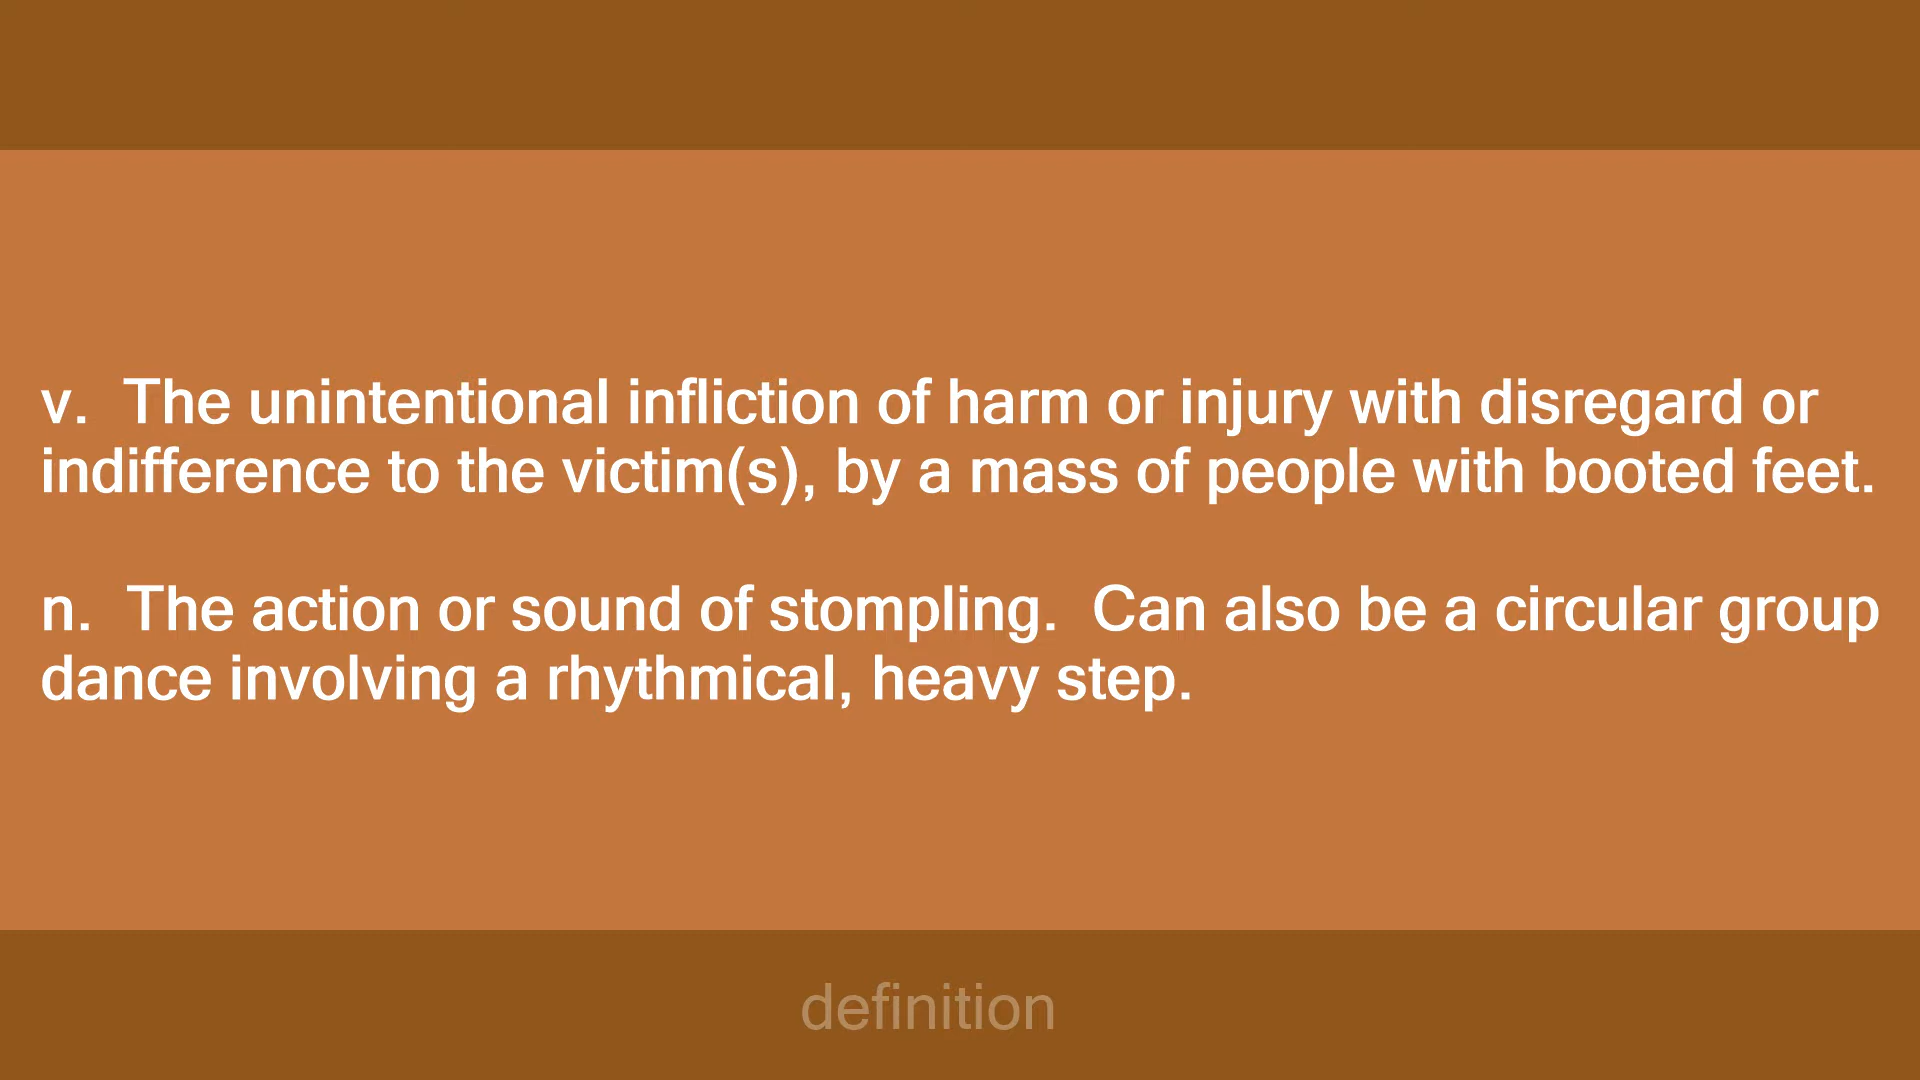 v.  The unintentional infliction of harm or injury with disregard or
indifference to the victim(s), by a mass of people with booted feet.
n.  The action or sound of stompling.  Can also be a circular group
dance involving a rhythmical, heavy step.
definition